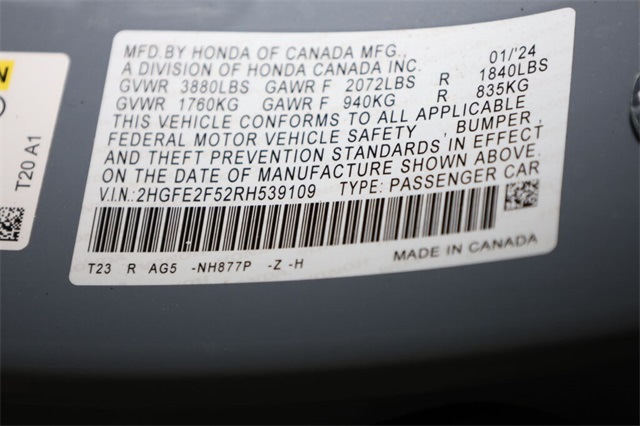 MFD.BY HONDA OF CANADA MFG., 01/'24
A DIVISION OF HONDA CANADA INC.
GVWR 3880LBS GAWR F 2072LBS R 1840LBS
GVWR 1760KG GAWR F 940KG R 835KG
THIS VEHICLE CONFORMS TO ALL APPLICABLE
FEDERAL MOTOR VEHICLE SAFETY , BUMPER ,
AND THEFT PREVENTION STANDARDS IN EFFECT
ON THE DATE OF MANUFACTURE SHOWN ABOVE.
V.I.N.:2HGFE2F52RH539109 TYPE: PASSENGER CAR
T23 R AG5 -NH877P -Z -H MADE IN CANADA
T20 A1